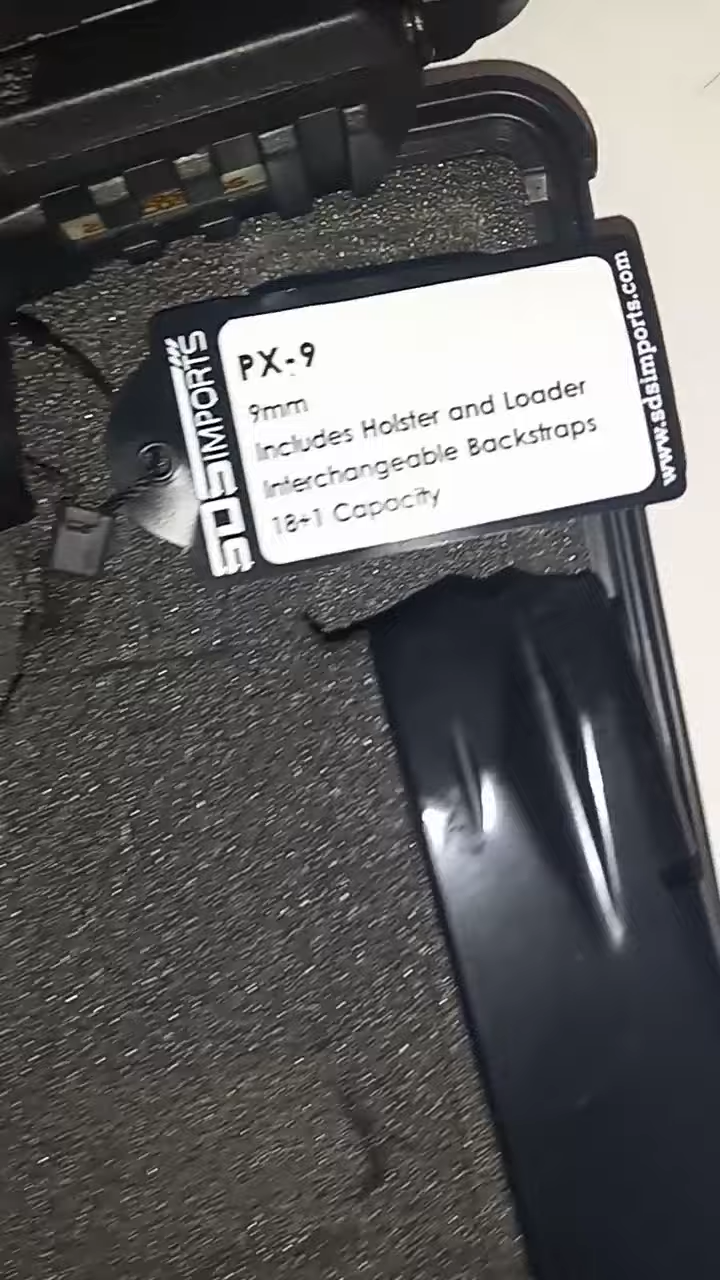 SDS IMPORTS
PX-9
9mm
Includes Holster and Loader
Interchangeable Backstraps
18+1 Capacity
www.sdsimports.com